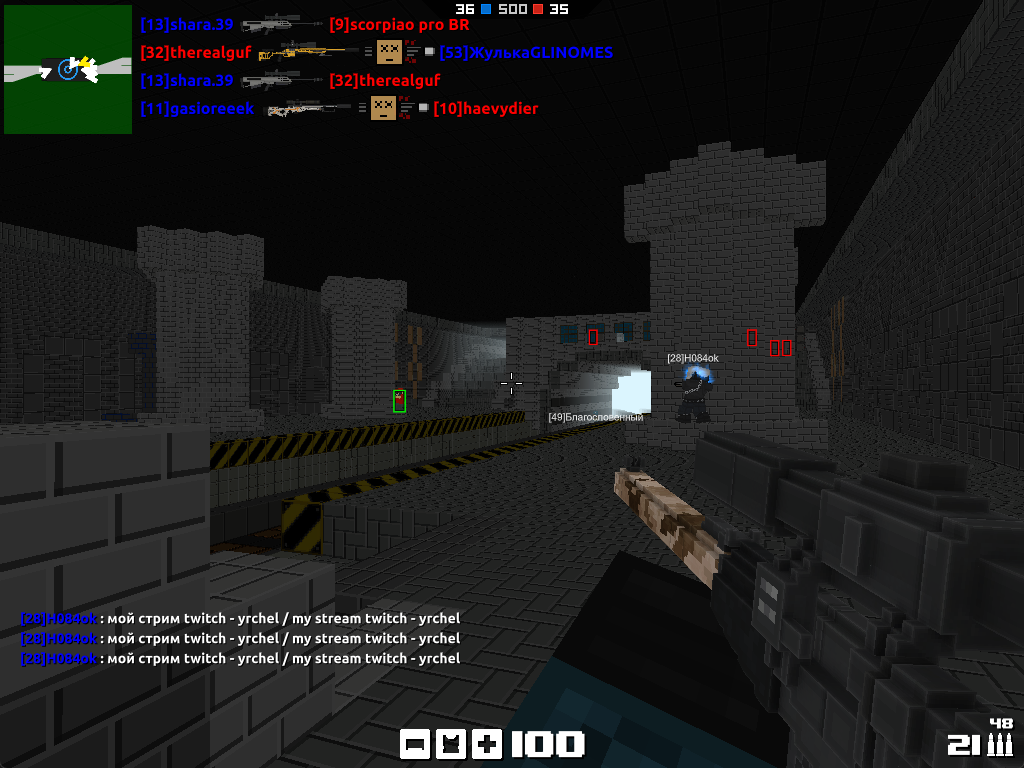 36 500 35
[13]shara.39 [9]scorpiao pro BR
[32]therealguf [53]ЖулькаGLINOMES
[13]shara.39 [32]therealguf
[11]gasioreeek [10]haevydier
[28]H084ok
[49]Благословенный
[28]H084ok : мой стрим twitch - yrchel / my stream twitch - yrchel
[28]H084ok : мой стрим twitch - yrchel / my stream twitch - yrchel
[28]H084ok : мой стрим twitch - yrchel / my stream twitch - yrchel
100
48
21